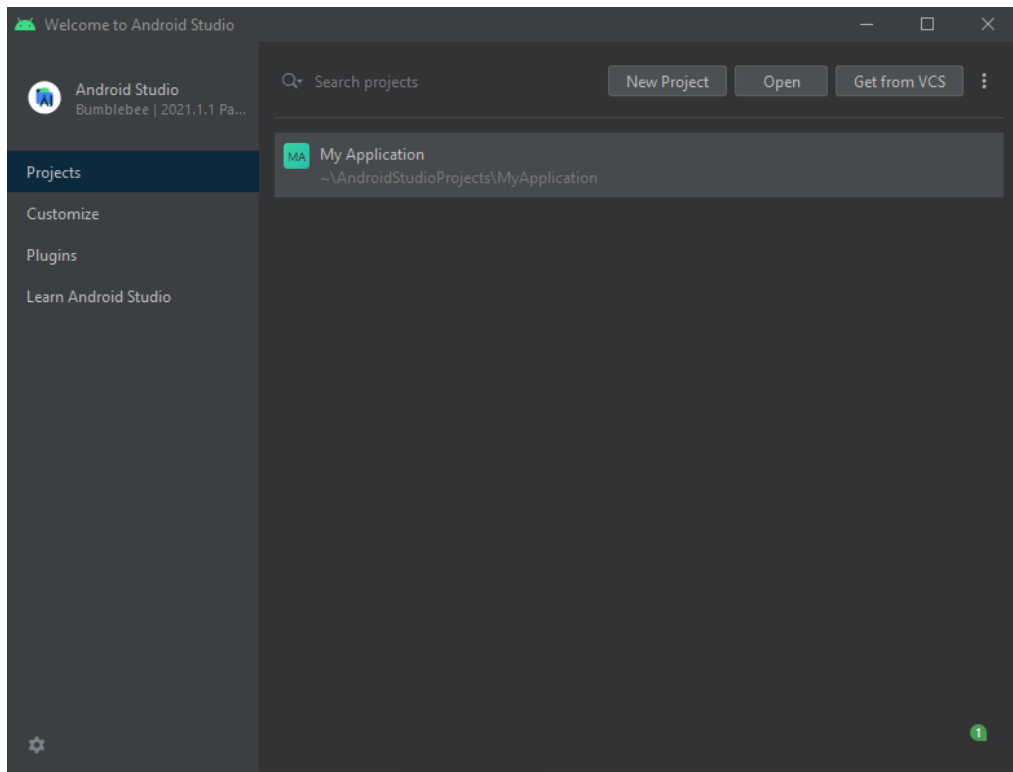 Welcome to Android Studio
Android Studio
Bumblebee | 2021.1.1 Pa...
Projects
Customize
Plugins
Learn Android Studio
Search projects
New Project
Open
Get from VCS
MA
My Application
~\AndroidStudioProjects\MyApplication
1